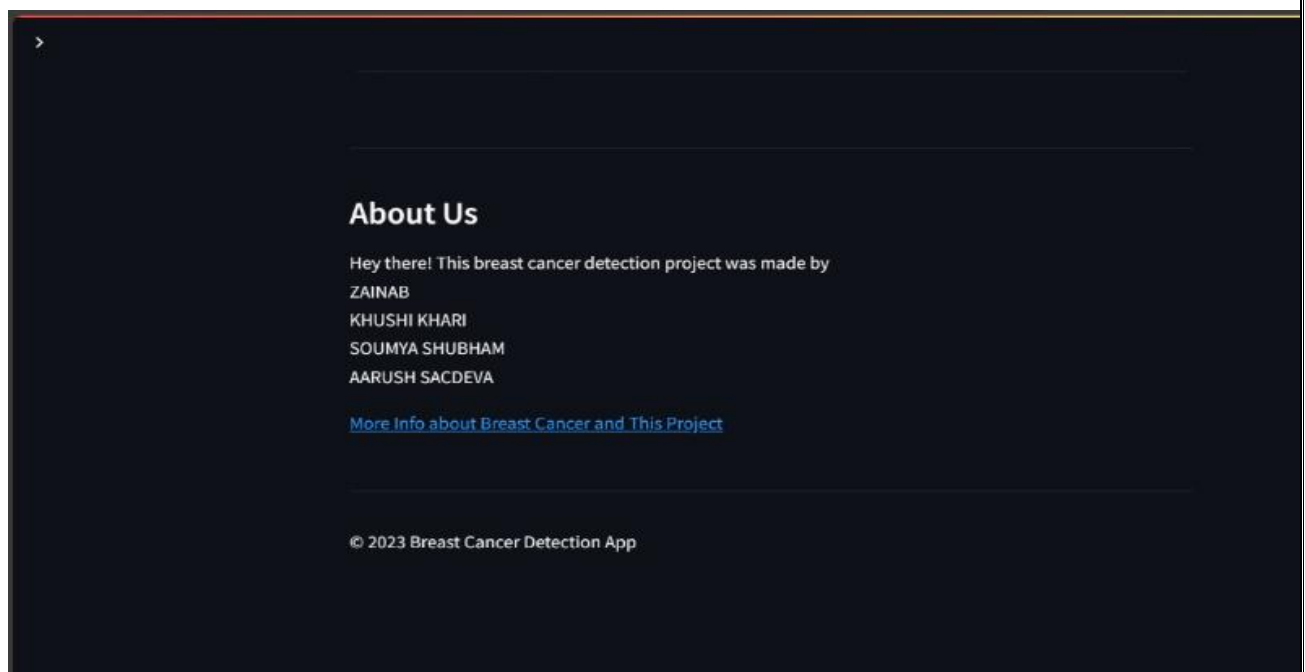 About Us
Hey there! This breast cancer detection project was made by
ZAINAB
KHUSHI KHARI
SOUMYA SHUBHAM
AARUSH SACDEVA
More Info about Breast Cancer and This Project
© 2023 Breast Cancer Detection App